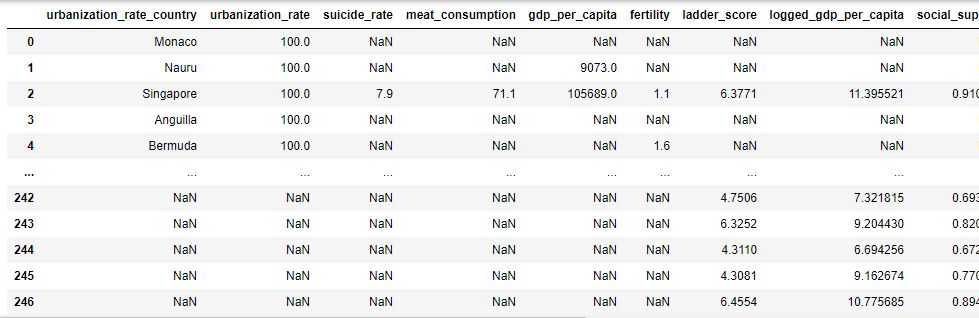 urbanization_rate_country urbanization_rate suicide_rate meat_consumption gdp_per_capita fertility ladder_score logged_gdp_per_capita social_sup
0 Monaco 100.0 NaN NaN NaN NaN NaN NaN
1 Nauru 100.0 NaN NaN 9073.0 NaN NaN NaN
2 Singapore 100.0 7.9 71.1 105689.0 1.1 6.3771 11.395521 0.910
3 Anguilla 100.0 NaN NaN NaN NaN NaN NaN
4 Bermuda 100.0 NaN NaN NaN 1.6 NaN NaN
... ... ... ... ... ... ... ... ...
242 NaN NaN NaN NaN NaN NaN 4.7506 7.321815 0.693
243 NaN NaN NaN NaN NaN NaN 6.3252 9.204430 0.820
244 NaN NaN NaN NaN NaN NaN 4.3110 6.694256 0.672
245 NaN NaN NaN NaN NaN NaN 4.3081 9.162674 0.770
246 NaN NaN NaN NaN NaN NaN 6.4554 10.775685 0.894